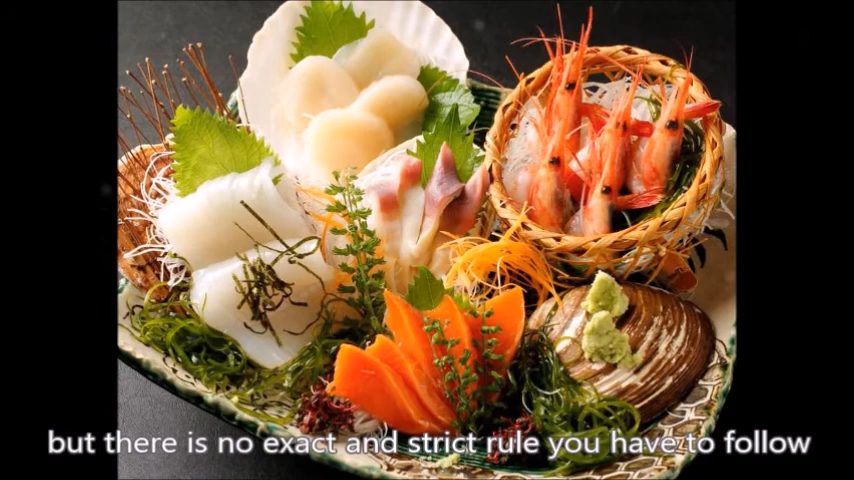 but there is no exact and strict rule you have to follow